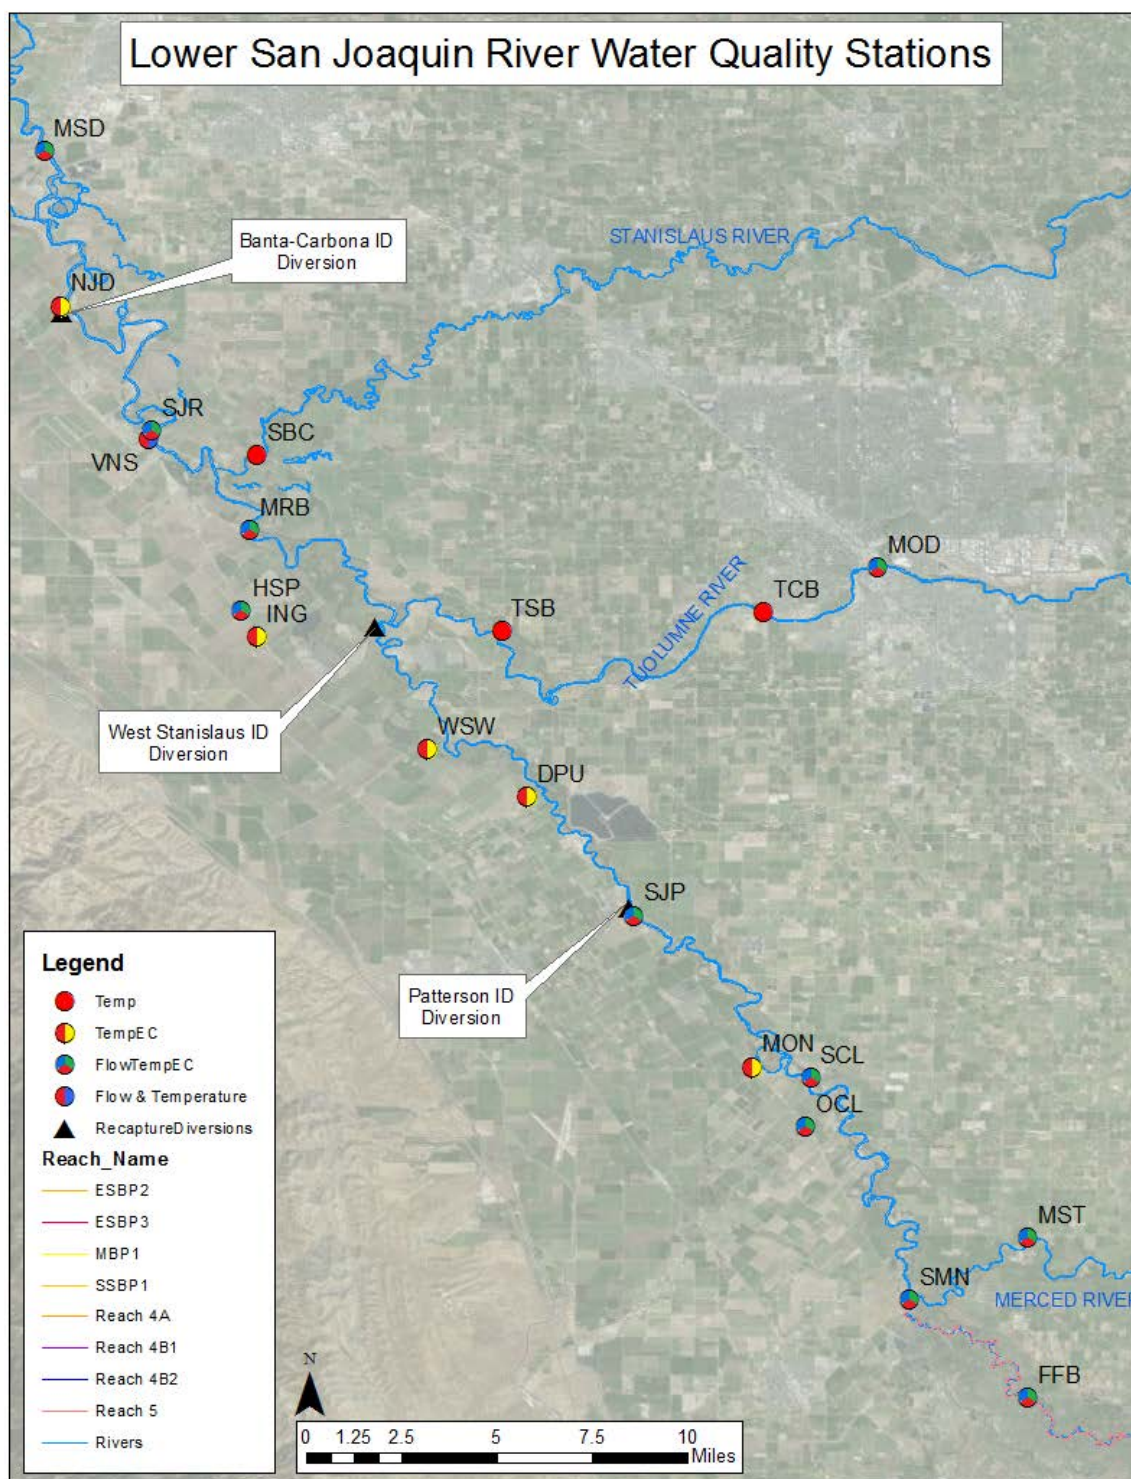 Lower San Joaquin River Water Quality Stations
MSD
Banta-Carbona ID
Diversion
STANISLAUS RIVER
NJD
SJR
SBC
VNS
MRB
MOD
HSP
ING
TSB
TCB
TUOLUMNE RIVER
West Stanislaus ID
Diversion
WSW
DPU
SJP
Patterson ID
Diversion
MON
SCL
OCL
MST
SMN
MERCED RIVER
FFB
Legend
Temp
TempEC
FlowTempEC
Flow & Temperature
RecaptureDiversions
Reach_Name
ESBP2
ESBP3
MBP1
SSBP1
Reach 4A
Reach 4B1
Reach 4B2
Reach 5
Rivers
N
0 1.25 2.5 5 7.5 10
Miles